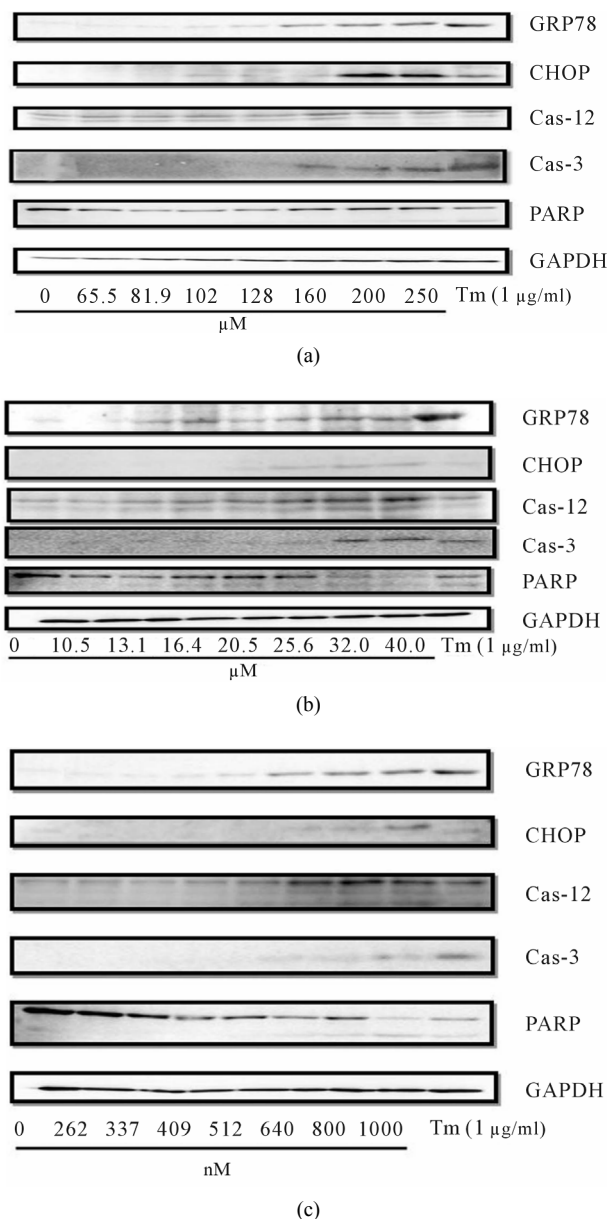 GRP78
CHOP
Cas-12
Cas-3
PARP
GAPDH
0 65.5 81.9 102 128 160 200 250 Tm (1 µg/ml)
µM
(a)
GRP78
CHOP
Cas-12
Cas-3
PARP
GAPDH
0 10.5 13.1 16.4 20.5 25.6 32.0 40.0 Tm (1 µg/ml)
µM
(b)
GRP78
CHOP
Cas-12
Cas-3
PARP
GAPDH
0 262 337 409 512 640 800 1000 Tm (1 µg/ml)
nM
(c)